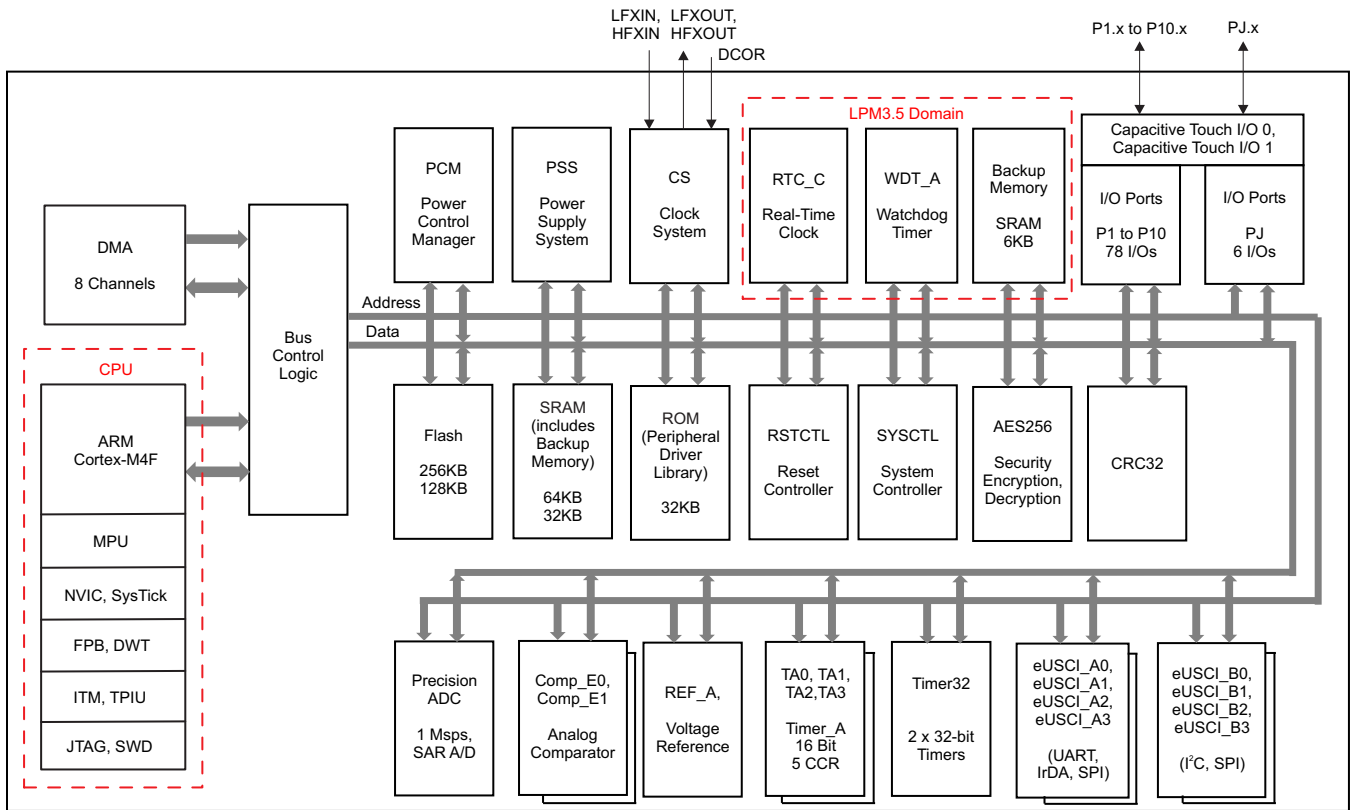 LFXIN,
HFXIN
LFXOUT,
HFXOUT
DCOR
P1.x to P10.x
PJ.x
LPM3.5 Domain
Capacitive Touch I/O 0,
Capacitive Touch I/O 1
PCM
Power
Control
Manager
PSS
Power
Supply
System
CS
Clock
System
RTC_C
Real-Time
Clock
WDT_A
Watchdog
Timer
Backup
Memory
SRAM
6KB
I/O Ports
P1 to P10
78 I/Os
I/O Ports
PJ
6 I/Os
DMA
8 Channels
Bus
Control
Logic
Address
Data
CPU
ARM
Cortex-M4F
MPU
NVIC, SysTick
FPB, DWT
ITM, TPIU
JTAG, SWD
Flash
256KB
128KB
SRAM
(includes
Backup
Memory)
64KB
32KB
ROM
(Peripheral
Driver
Library)
32KB
RSTCTL
Reset
Controller
SYSCTL
System
Controller
AES256
Security
Encryption,
Decryption
CRC32
Precision
ADC
1 Msps,
SAR A/D
Comp_E0,
Comp_E1
Analog
Comparator
REF_A,
Voltage
Reference
TA0, TA1,
TA2,TA3
Timer_A
16 Bit
5 CCR
Timer32
2 x 32-bit
Timers
eUSCI_A0,
eUSCI_A1,
eUSCI_A2,
eUSCI_A3
(UART,
IrDA, SPI)
eUSCI_B0,
eUSCI_B1,
eUSCI_B2,
eUSCI_B3
(I²C, SPI)